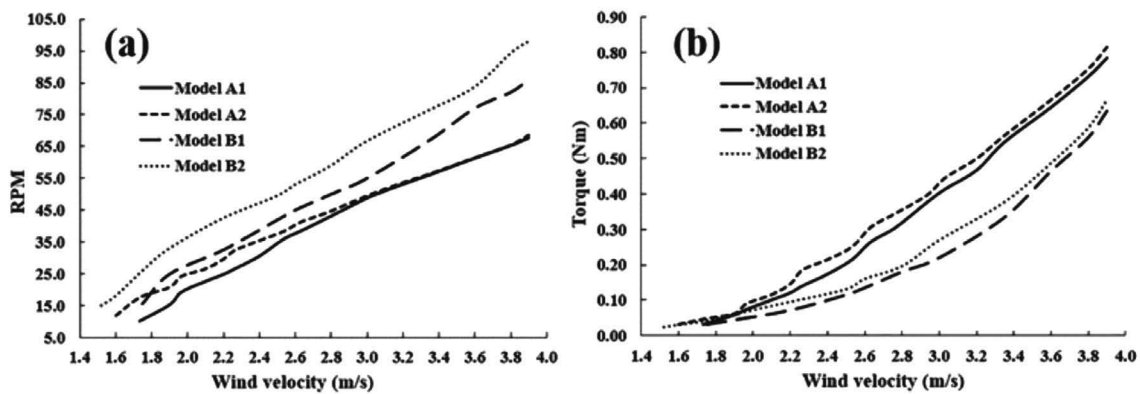 (a)
105.0
95.0
85.0
75.0
65.0
55.0
45.0
35.0
25.0
15.0
5.0
RPM
Model A1
Model A2
Model B1
Model B2
1.4 1.6 1.8 2.0 2.2 2.4 2.6 2.8 3.0 3.2 3.4 3.6 3.8 4.0
Wind velocity (m/s)
(b)
0.90
0.80
0.70
0.60
0.50
0.40
0.30
0.20
0.10
0.00
Torque (Nm)
Model A1
Model A2
Model B1
Model B2
1.4 1.6 1.8 2.0 2.2 2.4 2.6 2.8 3.0 3.2 3.4 3.6 3.8 4.0
Wind velocity (m/s)